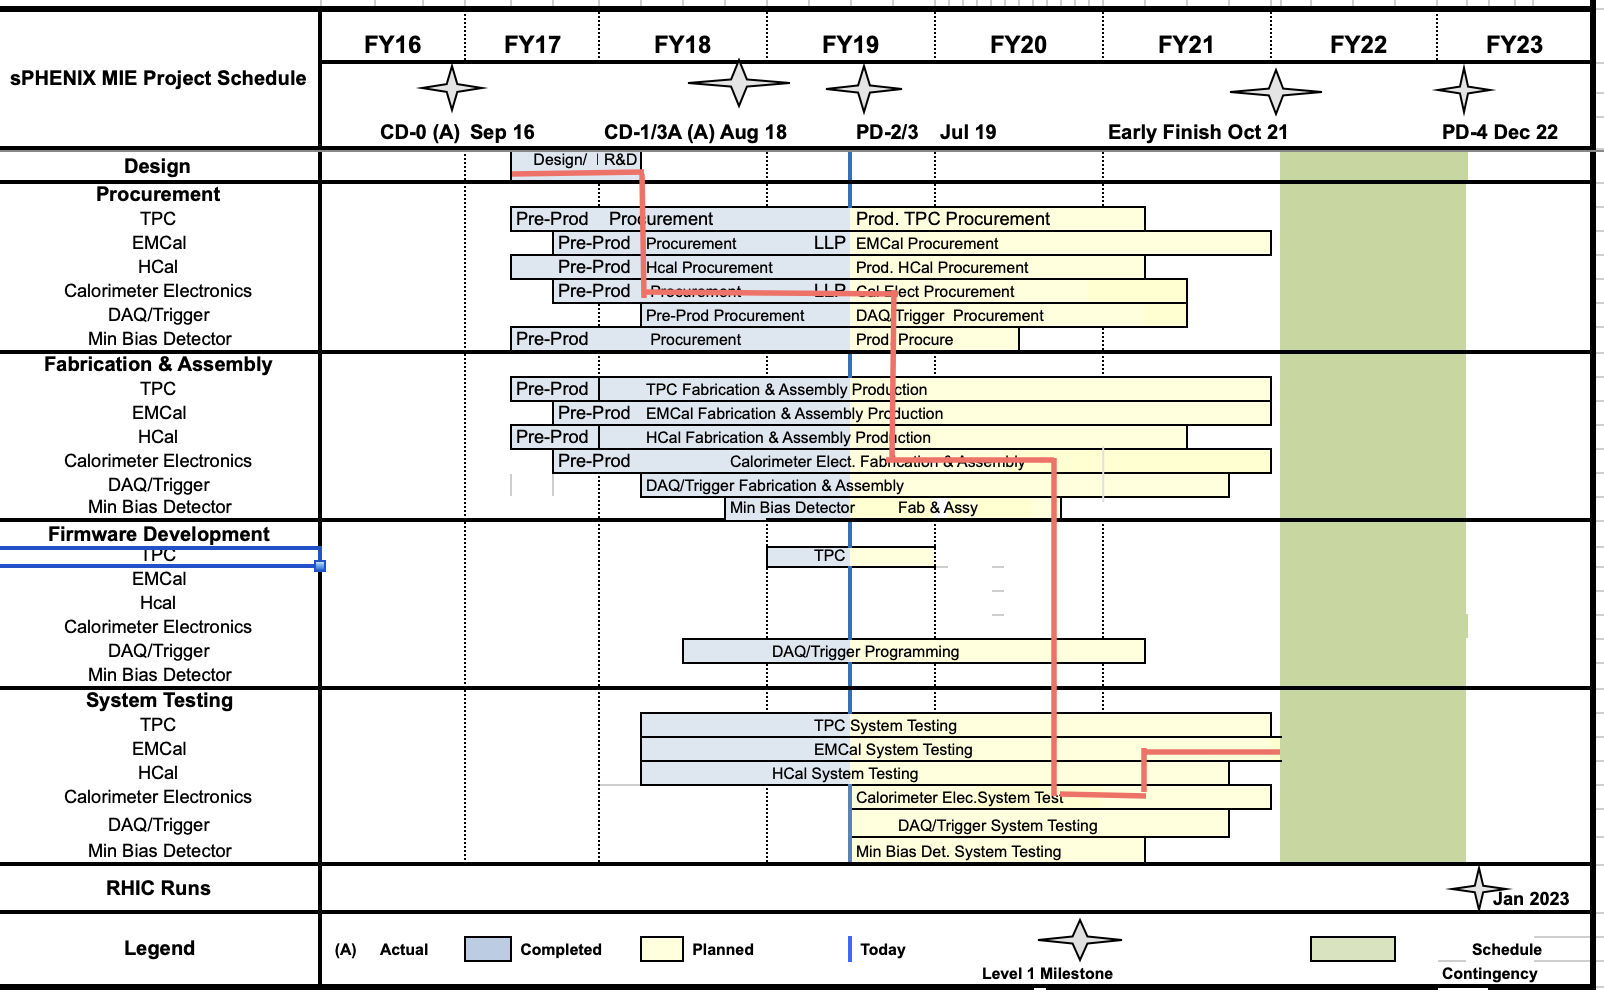 FY16 FY17 FY18 FY19 FY20 FY21 FY22 FY23
sPHENIX MIE Project Schedule
CD-0 (A) Sep 16 CD-1/3A (A) Aug 18 PD-2/3 Jul 19 Early Finish Oct 21 PD-4 Dec 22
Design Design/ R&D
Procurement
TPC Pre-Prod Procurement Prod. TPC Procurement
EMCal Pre-Prod Procurement LLP EMCal Procurement
HCal Pre-Prod Hcal Procurement Prod. HCal Procurement
Calorimeter Electronics Pre-Prod Procurement LLP Cal Elect Procurement
DAQ/Trigger Pre-Prod Procurement DAQ/Trigger Procurement
Min Bias Detector Pre-Prod Procurement Prod. Procure
Fabrication & Assembly
TPC Pre-Prod TPC Fabrication & Assembly Production
EMCal Pre-Prod EMCal Fabrication & Assembly Production
HCal Pre-Prod HCal Fabrication & Assembly Production
Calorimeter Electronics Pre-Prod Calorimeter Elect. Fabrication & Assembly
DAQ/Trigger DAQ/Trigger Fabrication & Assembly
Min Bias Detector Min Bias Detector Fab & Assy
Firmware Development
TPC TPC
EMCal
Hcal
Calorimeter Electronics
DAQ/Trigger DAQ/Trigger Programming
Min Bias Detector
System Testing
TPC TPC System Testing
EMCal EMCal System Testing
HCal HCal System Testing
Calorimeter Electronics Calorimeter Elec.System Test
DAQ/Trigger DAQ/Trigger System Testing
Min Bias Detector Min Bias Det. System Testing
RHIC Runs Jan 2023
Legend (A) Actual Completed Planned Today Schedule
Level 1 Milestone Contingency